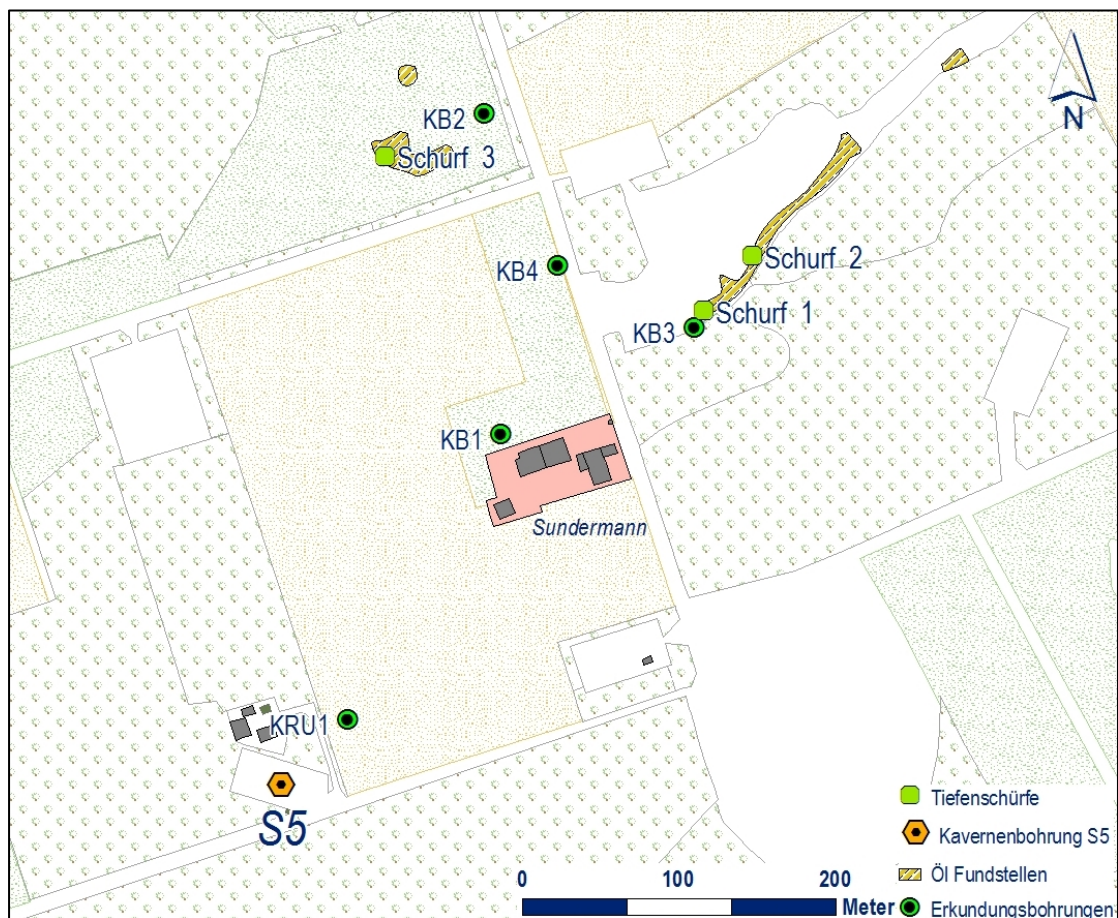 N
KB2
Schurf 3
KB4
Schurf 2
Schurf 1
KB3
KB1
Sundermann
KRU1
S5
Tiefenschürfe
Kavernenbohrung S5
Öl Fundstellen
Erkundungsbohrungen
0 100 200
Meter